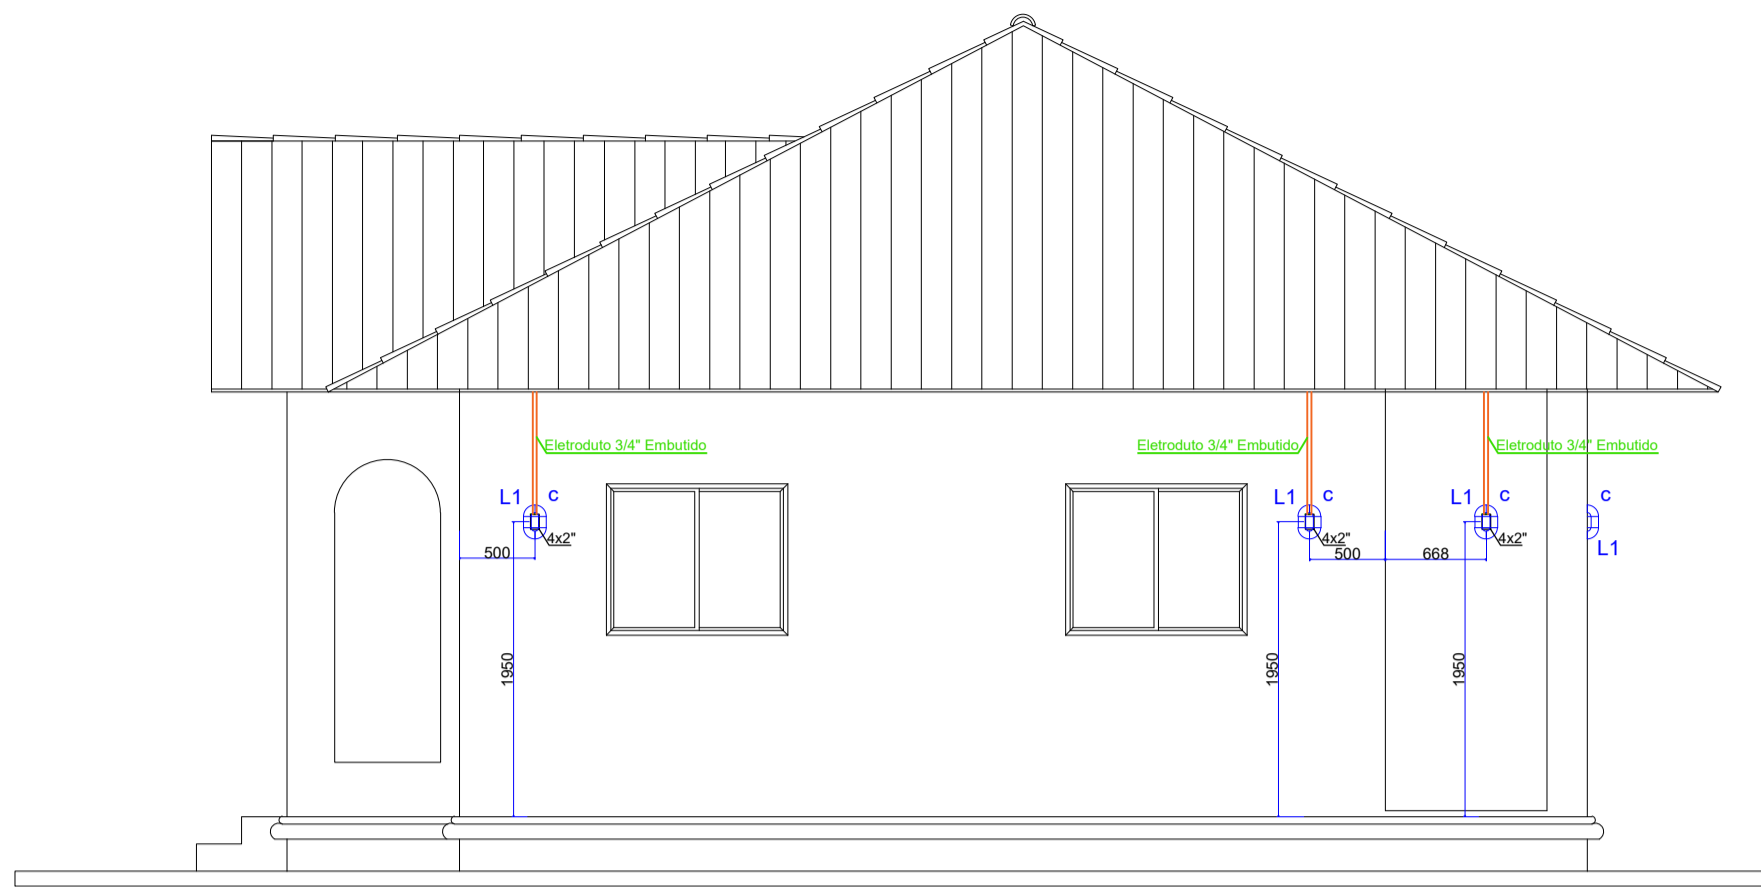 Eletroduto 3/4" Embutido
Eletroduto 3/4" Embutido
Eletroduto 3/4" Embutido
L1 c
L1 c
L1 c
c
4x2"
4x2"
4x2"
L1
500
500
668
1950
1950
1950